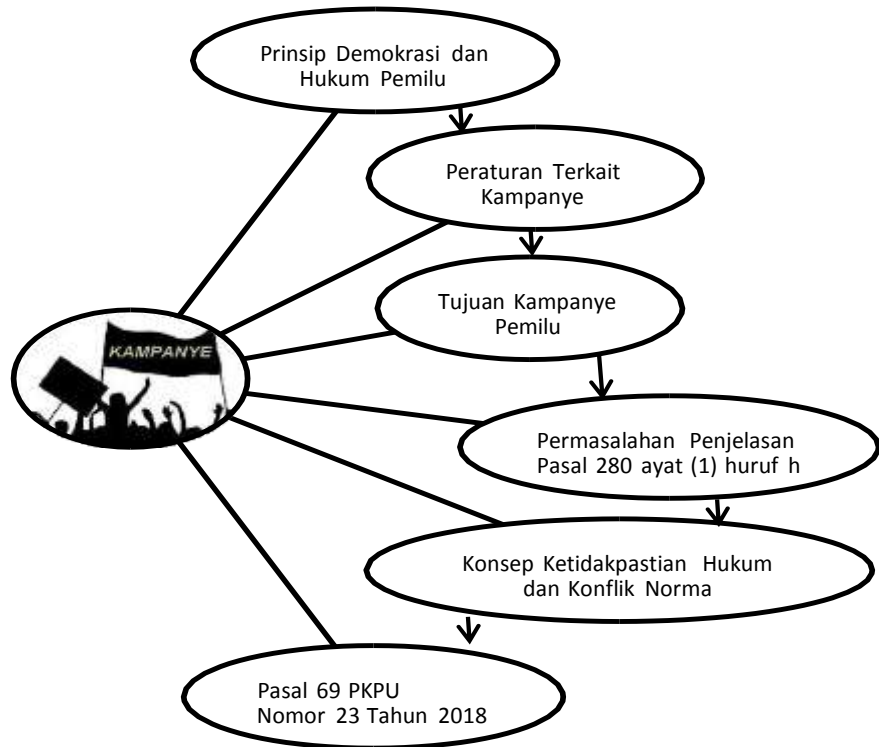 Prinsip Demokrasi dan
Hukum Pemilu
Peraturan Terkait
Kampanye
Tujuan Kampanye
Pemilu
KAMPANYE
Permasalahan Penjelasan
Pasal 280 ayat (1) huruf h
Konsep Ketidakpastian Hukum
dan Konflik Norma
Pasal 69 PKPU
Nomor 23 Tahun 2018